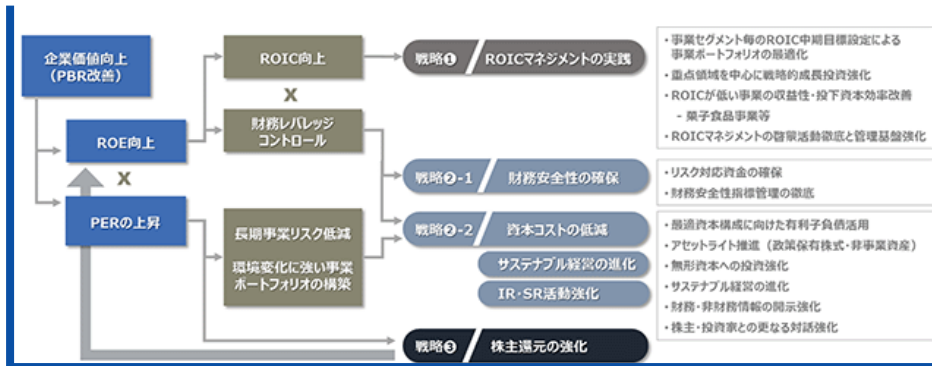 企業価値向上
（PBR改善）
ROE向上
X
PERの上昇
ROIC向上
X
財務レバレッジ
コントロール
長期事業リスク低減
環境変化に強い事業
ポートフォリオの構築
戦略❶ / ROICマネジメントの実践
戦略❷-1 / 財務安全性の確保
戦略❷-2 / 資本コストの低減
サステナブル経営の進化
IR・SR活動強化
戦略❸ / 株主還元の強化
・事業セグメント毎のROIC中期目標設定による
事業ポートフォリオの最適化
・重点領域を中心に戦略的成長投資強化
・ROICが低い事業の収益性・投下資本効率改善
- 菓子食品事業等
・ROICマネジメントの啓蒙活動徹底と管理基盤強化
・リスク対応資金の確保
・財務安全性指標管理の徹底
・最適資本構成に向けた有利子負債活用
・アセットライト推進（政策保有株式・非事業資産）
・無形資本への投資強化
・サステナブル経営の進化
・財務・非財務情報の開示強化
・株主・投資家との更なる対話強化